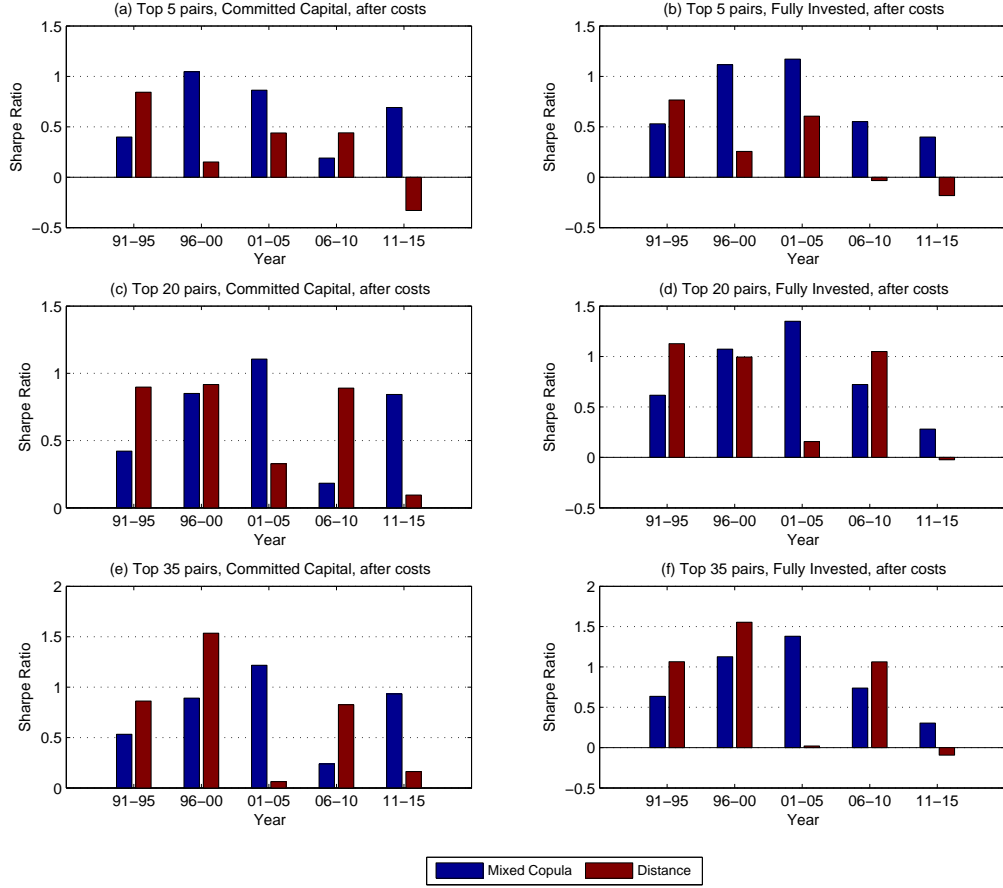 (a) Top 5 pairs, Committed Capital, after costs
1.5
1
0.5
0
−0.5
Sharpe Ratio
91−95 96−00 01−05 06−10 11−15
Year
(b) Top 5 pairs, Fully Invested, after costs
1.5
1
0.5
0
−0.5
Sharpe Ratio
91−95 96−00 01−05 06−10 11−15
Year
(c) Top 20 pairs, Committed Capital, after costs
1.5
1
0.5
0
Sharpe Ratio
91−95 96−00 01−05 06−10 11−15
Year
(d) Top 20 pairs, Fully Invested, after costs
1.5
1
0.5
0
−0.5
Sharpe Ratio
91−95 96−00 01−05 06−10 11−15
Year
(e) Top 35 pairs, Committed Capital, after costs
2
1.5
1
0.5
0
Sharpe Ratio
91−95 96−00 01−05 06−10 11−15
Year
(f) Top 35 pairs, Fully Invested, after costs
2
1.5
1
0.5
0
−0.5
Sharpe Ratio
91−95 96−00 01−05 06−10 11−15
Year
Mixed Copula Distance